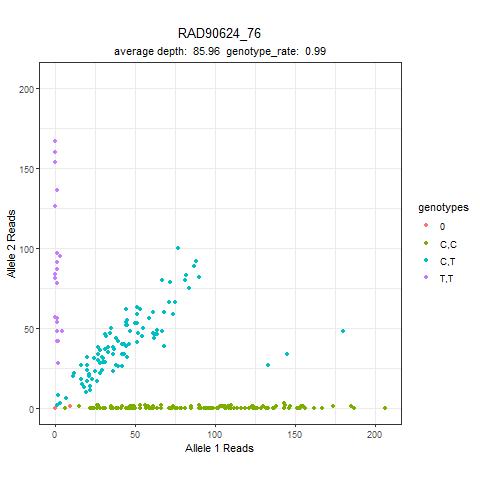 RAD90624_76
average depth: 85.96 genotype_rate: 0.99
200
150
100
50
0
Allele 2 Reads
0 50 100 150 200
Allele 1 Reads
genotypes
0
C,C
C,T
T,T